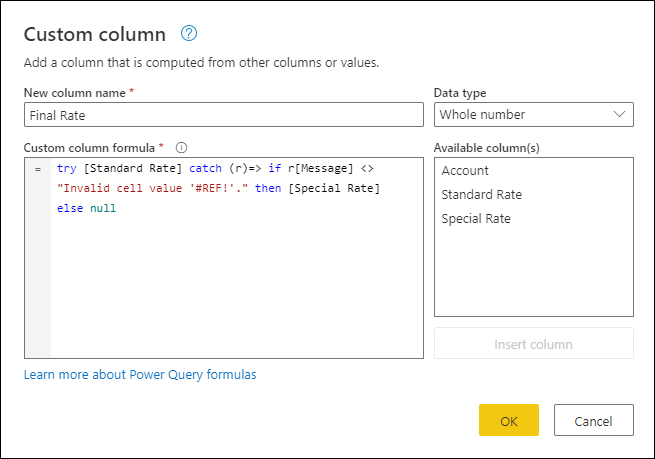 Custom column
Add a column that is computed from other columns or values.
New column name *
Final Rate
Data type
Whole number
Custom column formula *
= try [Standard Rate] catch (r)=> if r[Message] <>
"Invalid cell value '#REF!'." then [Special Rate]
else null
Available column(s)
Account
Standard Rate
Special Rate
Insert column
Learn more about Power Query formulas
OK
Cancel